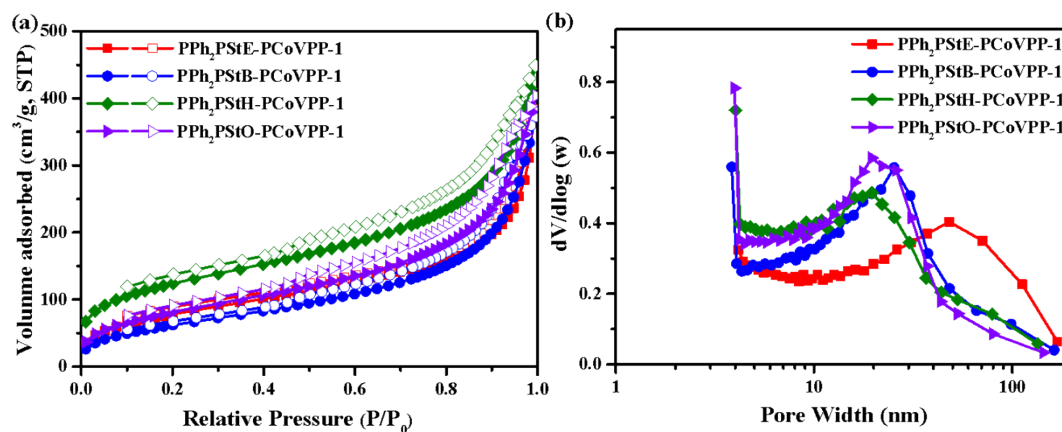 (a)
500
400
300
200
100
0
Volunme adsorbed (cm³/g, STP)
PPh₂PStE-PCoVPP-1
PPh₂PStB-PCoVPP-1
PPh₂PStH-PCoVPP-1
PPh₂PStO-PCoVPP-1
0.0 0.2 0.4 0.6 0.8 1.0
Relative Pressure (P/P₀)
(b)
0.8
0.6
0.4
0.2
0.0
dV/dlog (w)
PPh₂PStE-PCoVPP-1
PPh₂PStB-PCoVPP-1
PPh₂PStH-PCoVPP-1
PPh₂PStO-PCoVPP-1
1 10 100
Pore Width (nm)